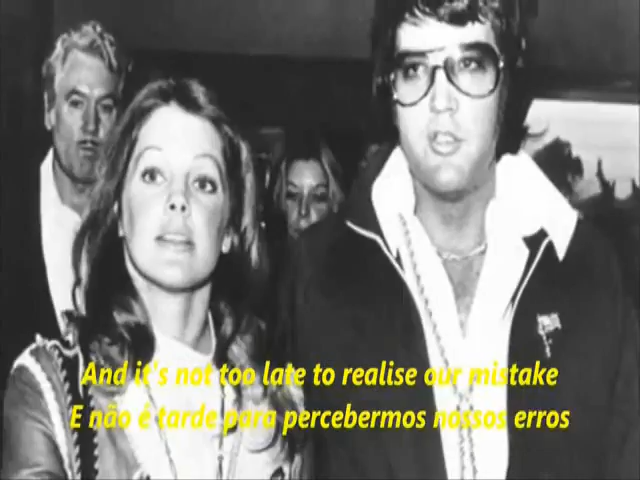 And it's not too late to realise our mistake
E não é tarde para percebermos nossos erros